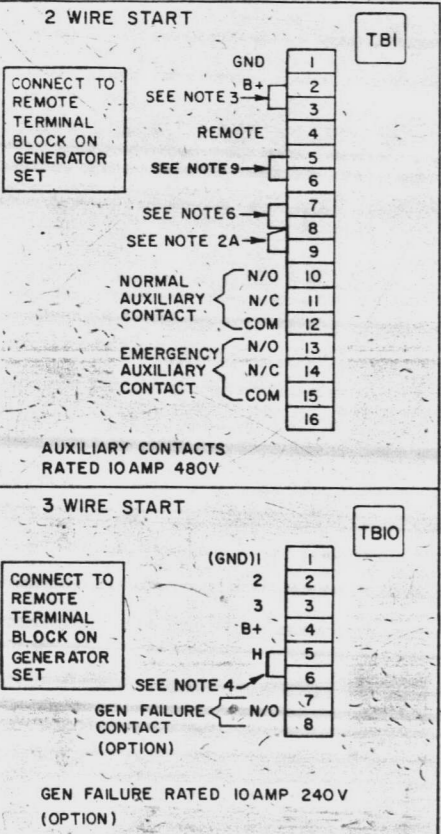 2 WIRE START
TB1
CONNECT TO
REMOTE
TERMINAL
BLOCK ON
GENERATOR
SET
GND 1
B+ 2
SEE NOTE 3
3
REMOTE 4
5
SEE NOTE 9
6
7
SEE NOTE 6
8
SEE NOTE 2A
9
NORMAL
AUXILIARY
CONTACT
N/O 10
N/C 11
COM 12
EMERGENCY
AUXILIARY
CONTACT
N/O 13
N/C 14
COM 15
16
AUXILIARY CONTACTS
RATED 10 AMP 480V
3 WIRE START
TB10
CONNECT TO
REMOTE
TERMINAL
BLOCK ON
GENERATOR
SET
(GND)1 1
2 2
3 3
B+ 4
H 5
6
SEE NOTE 4
7
GEN FAILURE
CONTACT
(OPTION)
N/O
8
GEN FAILURE RATED 10AMP 240V
(OPTION)